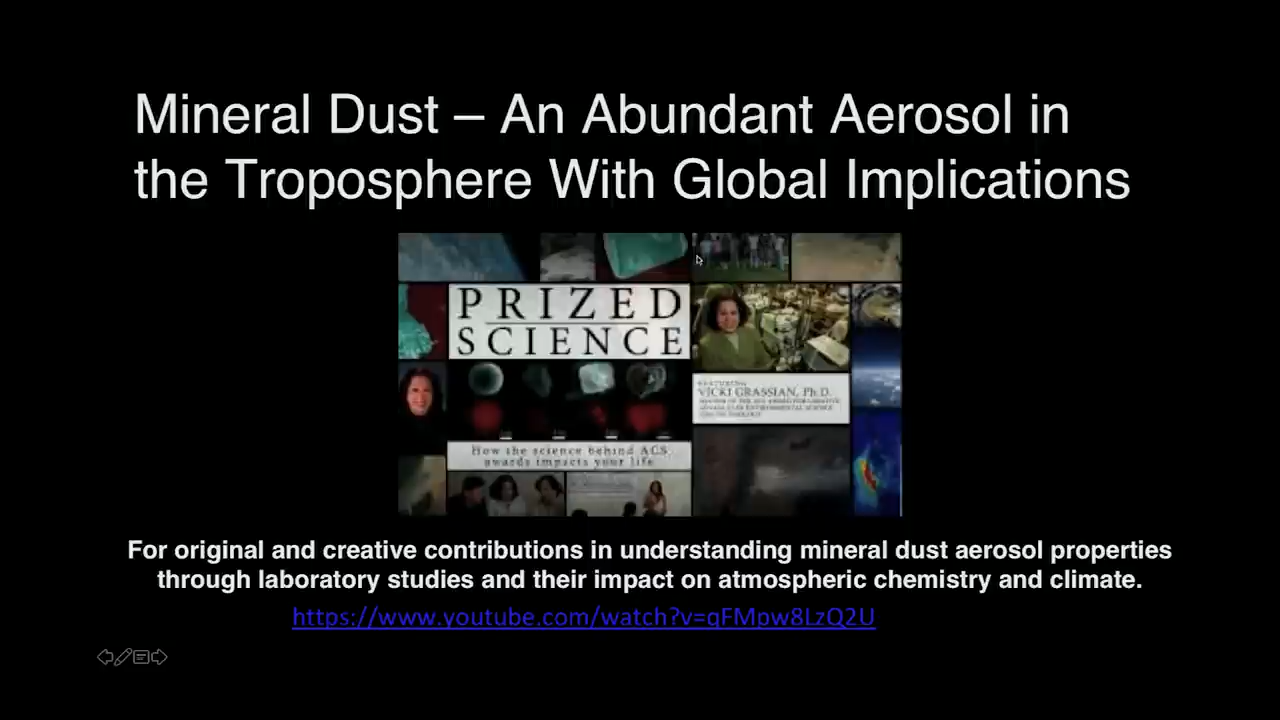 Mineral Dust – An Abundant Aerosol in
the Troposphere With Global Implications
PRIZED
SCIENCE
FEATURING
VICKI GRASSIAN, Ph.D.
How the science behind ACS
awards impacts your life
For original and creative contributions in understanding mineral dust aerosol properties
through laboratory studies and their impact on atmospheric chemistry and climate.
https://www.youtube.com/watch?v=qFMpw8LzQ2U